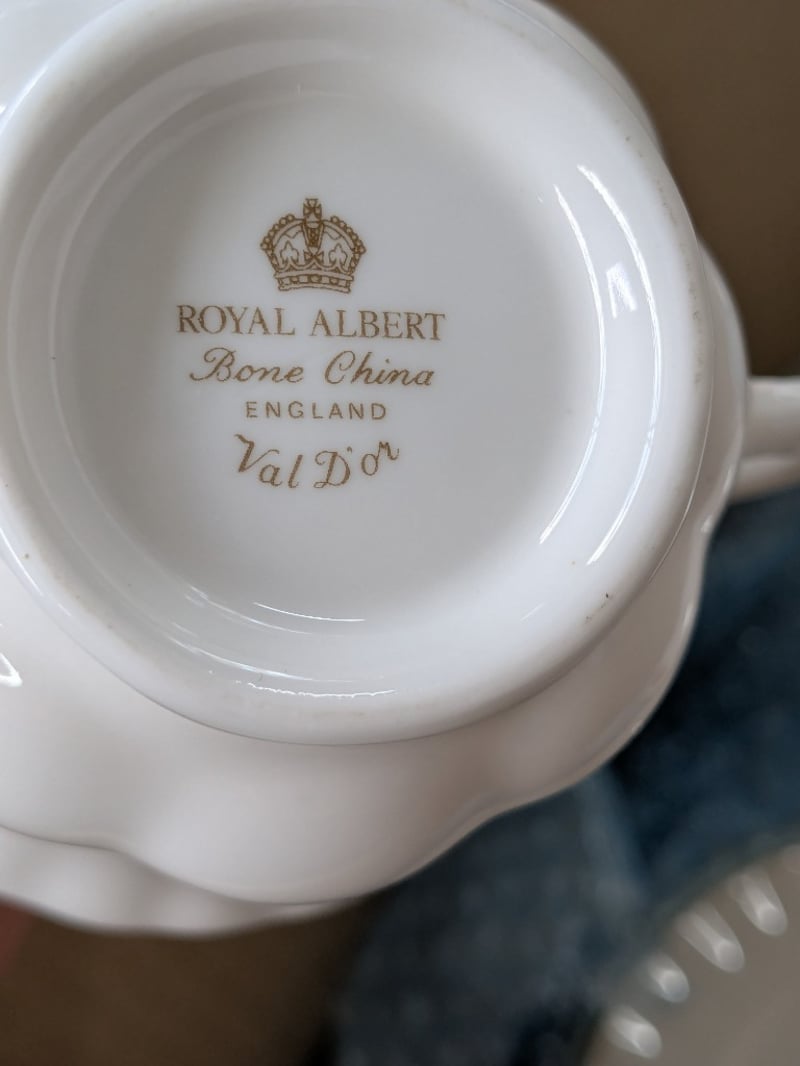 ROYAL ALBERT
Bone China
ENGLAND
Val D'or